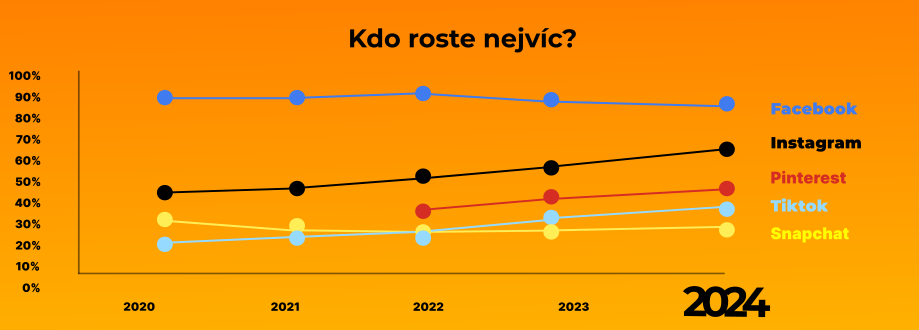 Kdo roste nejvíc?
100%
90%
80%
70%
60%
50%
40%
30%
20%
10%
0%
Facebook
Instagram
Pinterest
Tiktok
Snapchat
2020 2021 2022 2023 2024